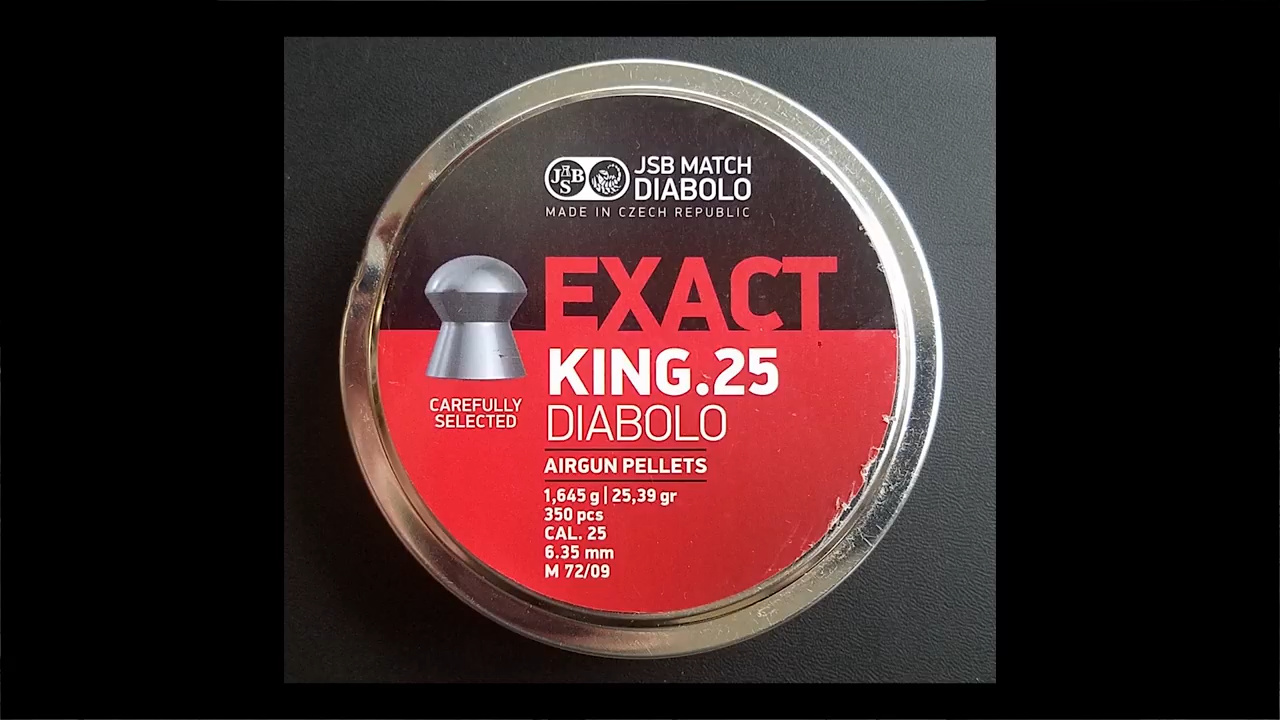 JASB
JSB MATCH
DIABOLO
MADE IN CZECH REPUBLIC
EXACT
KING.25
DIABOLO
CAREFULLY
SELECTED
AIRGUN PELLETS
1,645 g | 25,39 gr
350 pcs
CAL. 25
6.35 mm
M 72/09